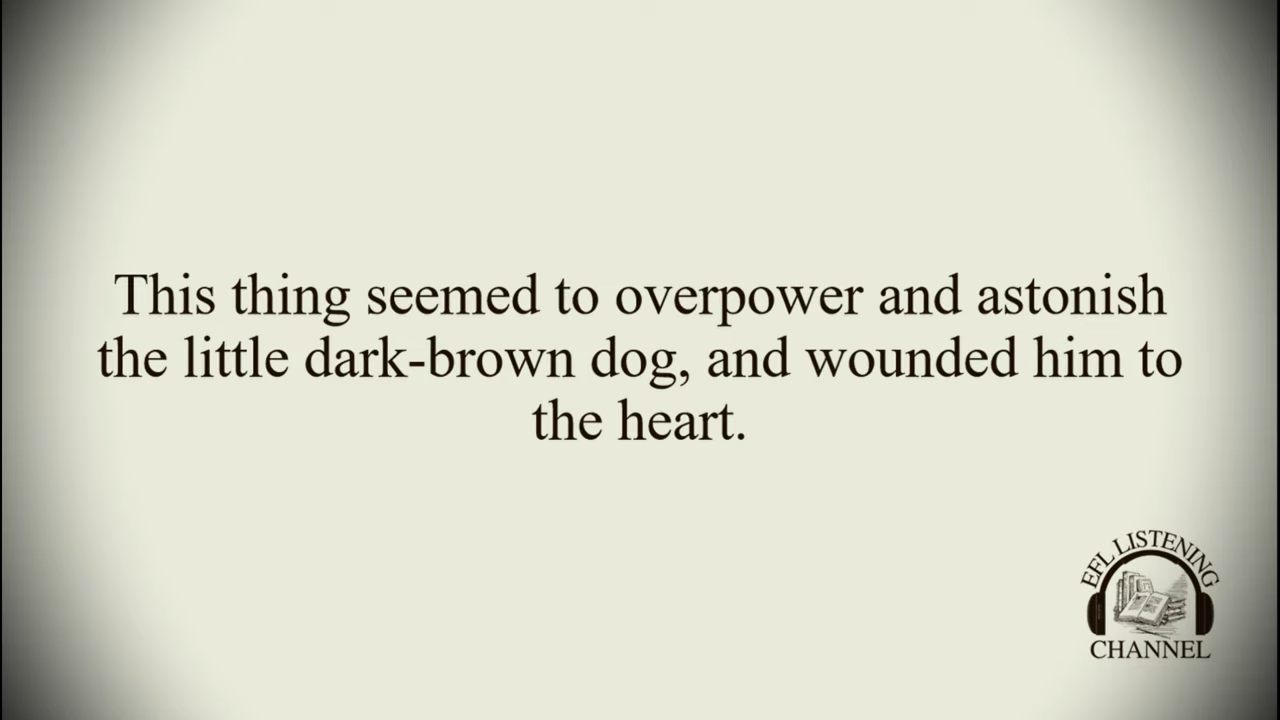 This thing seemed to overpower and astonish
the little dark-brown dog, and wounded him to
the heart.
EFL LISTENING
CHANNEL